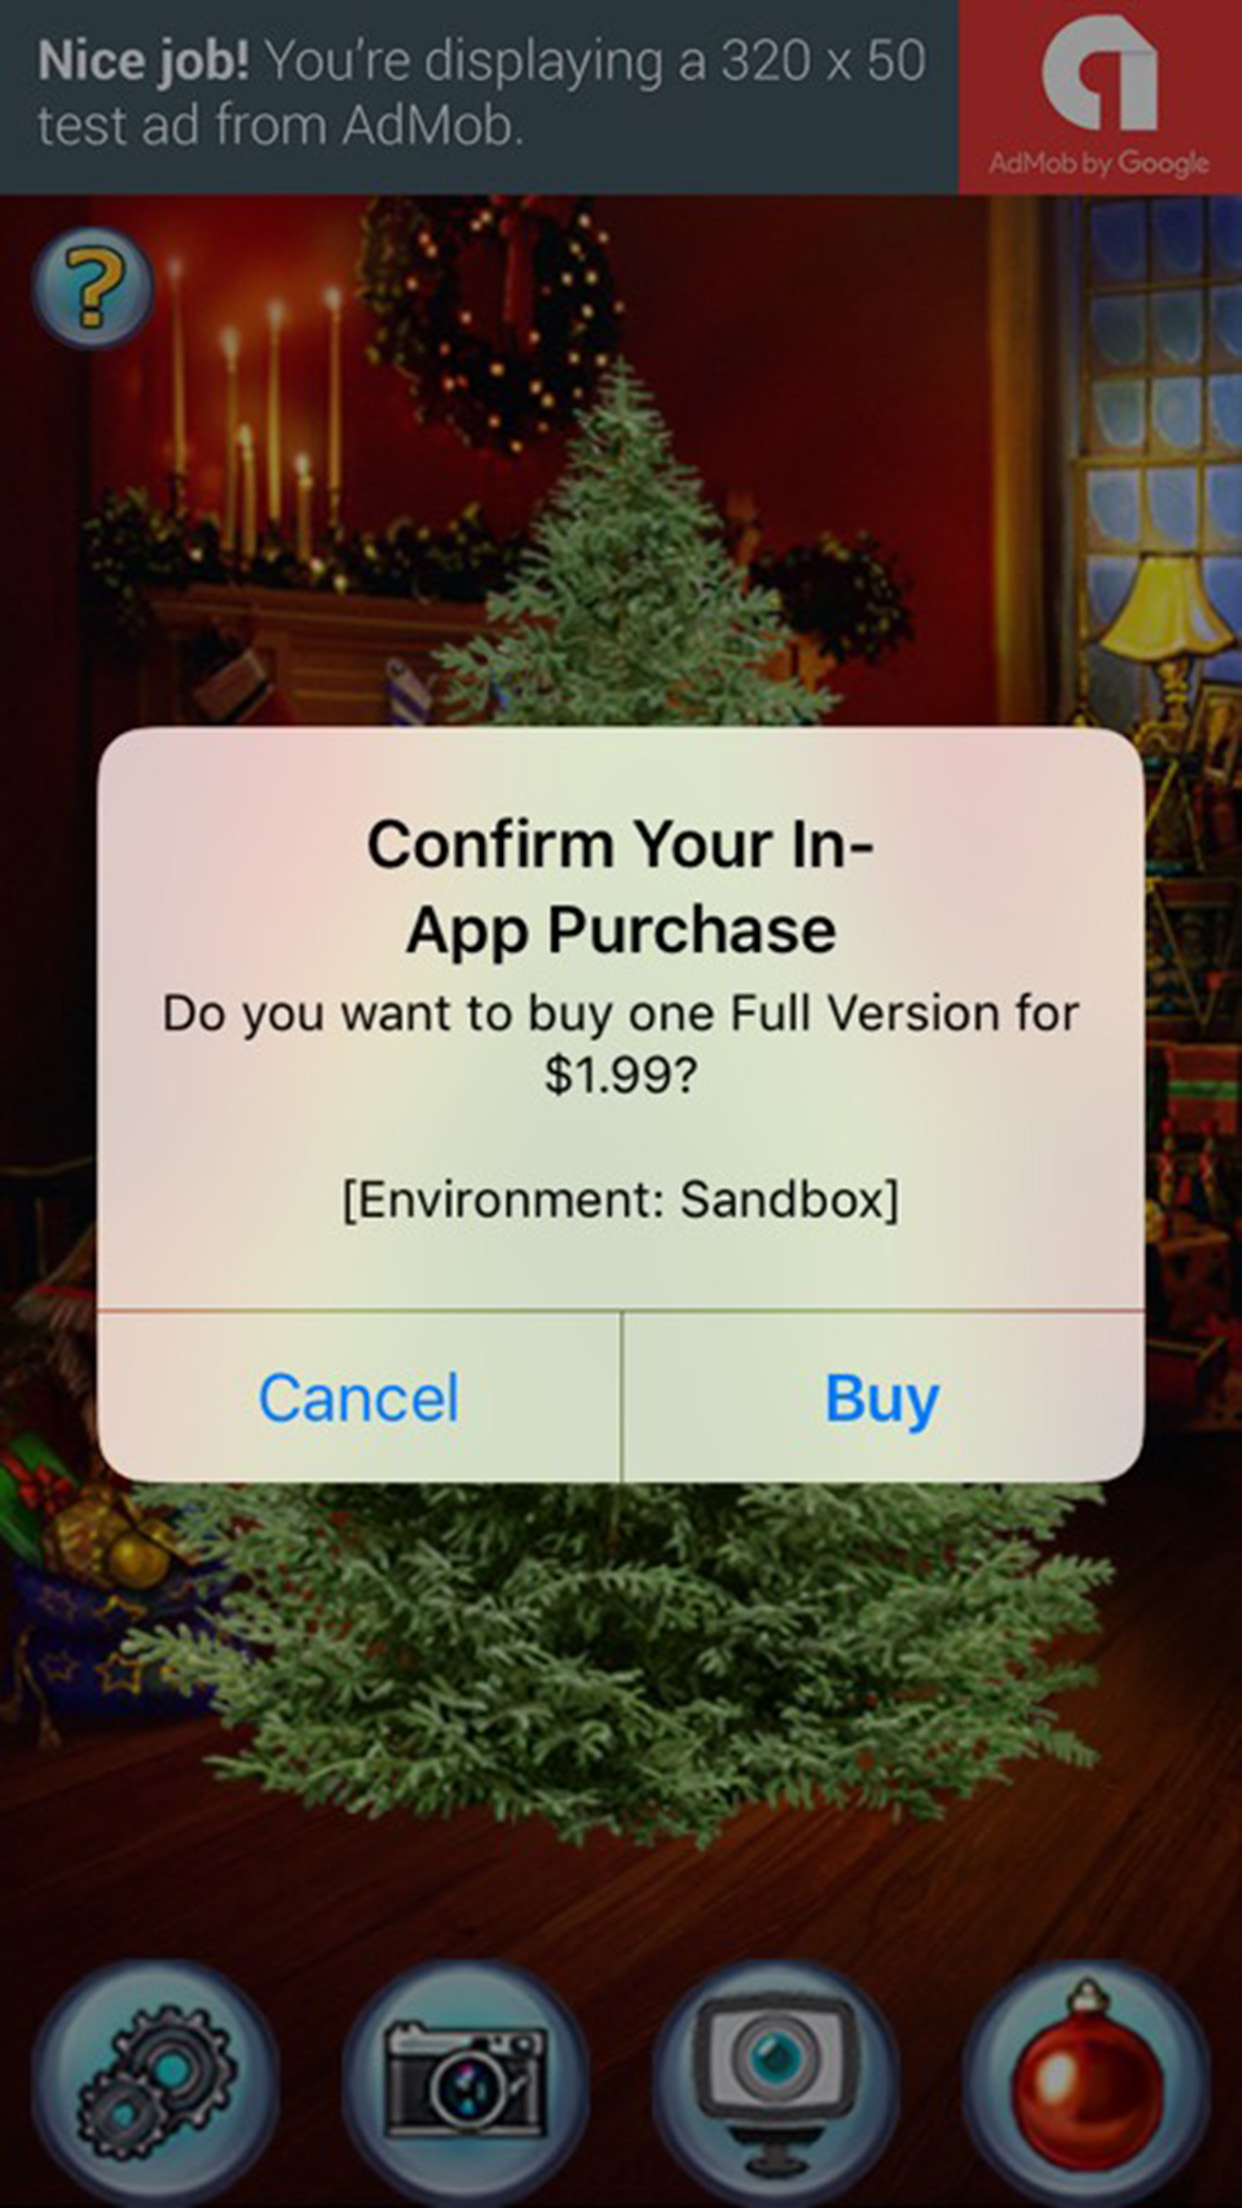 Nice job! You're displaying a 320 x 50
test ad from AdMob.
AdMob by Google
?
Confirm Your In-
App Purchase
Do you want to buy one Full Version for
$1.99?
[Environment: Sandbox]
Cancel
Buy